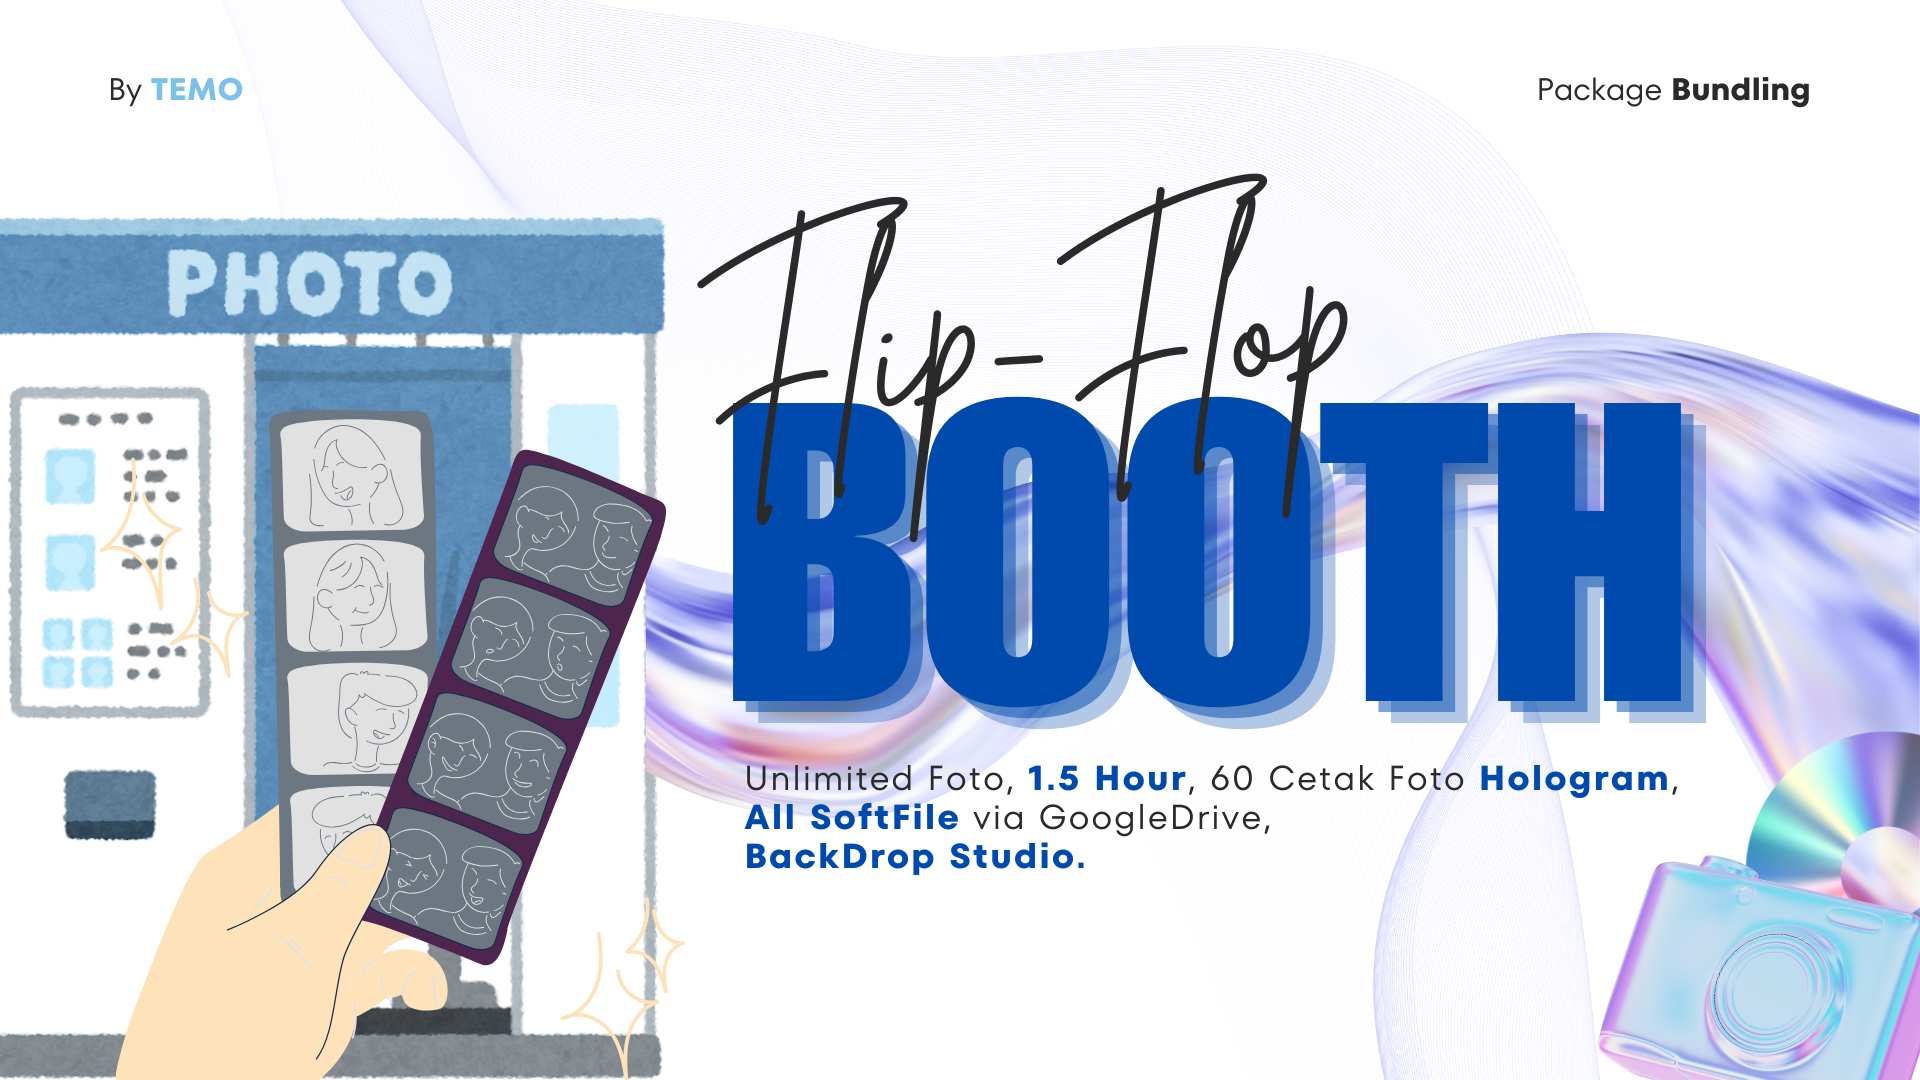 By TEMO
Package Bundling
PHOTO
Flip-Flop
BOOTH
Unlimited Foto, 1.5 Hour, 60 Cetak Foto Hologram,
All SoftFile via GoogleDrive,
BackDrop Studio.